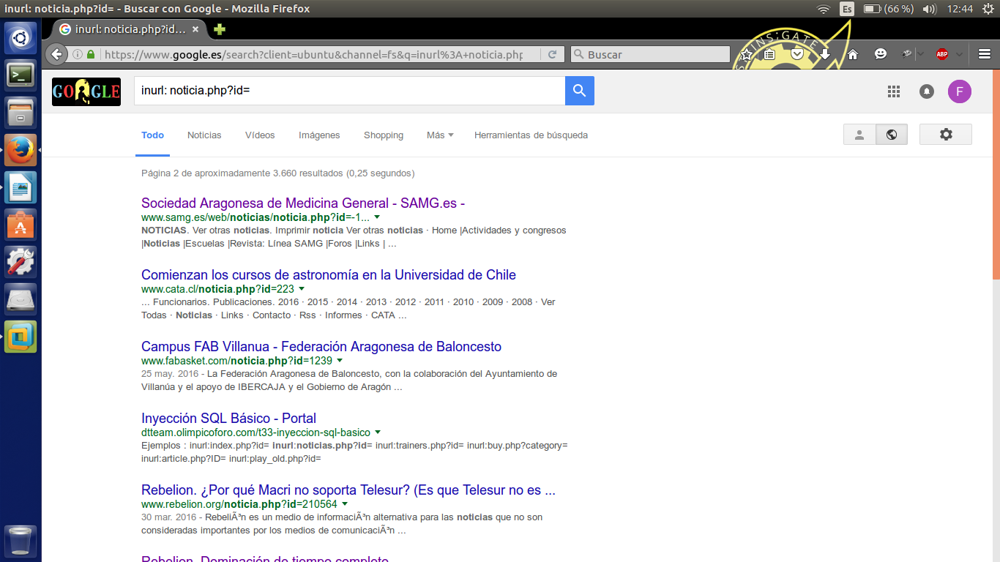 inurl: noticia.php?id= - Buscar con Google - Mozilla Firefox
Es (66 %) 12:44
inurl: noticia.php?id... ×
https://www.google.es/search?client=ubuntu&channel=fs&q=inurl%3A+noticia.php
Buscar
S;GATE
ABP
GOOGLE
inurl: noticia.php?id=
F
Todo Noticias Vídeos Imágenes Shopping Más Herramientas de búsqueda
Página 2 de aproximadamente 3.660 resultados (0,25 segundos)
Sociedad Aragonesa de Medicina General - SAMG.es -
www.samg.es/web/noticias/noticia.php?id=-1...
NOTICIAS. Ver otras noticias. Imprimir noticia Ver otras noticias · Home |Actividades y congresos
|Noticias |Escuelas |Revista: Línea SAMG |Foros |Links | ...
Comienzan los cursos de astronomía en la Universidad de Chile
www.cata.cl/noticia.php?id=223
... Funcionarios. Publicaciones. 2016 · 2015 · 2014 · 2013 · 2012 · 2011 · 2010 · 2009 · 2008 · Ver
Todas · Noticias · Links · Contacto · Rss · Informes · CATA ...
Campus FAB Villanua - Federación Aragonesa de Baloncesto
www.fabasket.com/noticia.php?id=1239
25 may. 2016 - La Federación Aragonesa de Baloncesto, con la colaboración del Ayuntamiento de
Villanúa y el apoyo de IBERCAJA y el Gobierno de Aragón ...
Inyección SQL Básico - Portal
dtteam.olimpicoforo.com/t33-inyeccion-sql-basico
Ejemplos : inurl:index.php?id= inurl:noticias.php?id= inurl:trainers.php?id= inurl:buy.php?category=
inurl:article.php?ID= inurl:play_old.php?id=
Rebelion. ¿Por qué Macri no soporta Telesur? (Es que Telesur no es ...
www.rebelion.org/noticia.php?id=210564
30 mar. 2016 - RebeliÃ³n es un medio de informaciÃ³n alternativa para las noticias que no son
consideradas importantes por los medios de comunicaciÃ³n ...
Rebelion. Dominación de tiempo completo